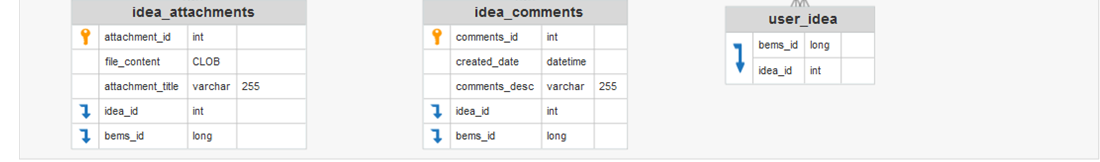 idea_attachments
attachment_id int
file_content CLOB
attachment_title varchar 255
idea_id int
bems_id long
idea_comments
comments_id int
created_date datetime
comments_desc varchar 255
idea_id int
bems_id long
user_idea
bems_id long
idea_id int